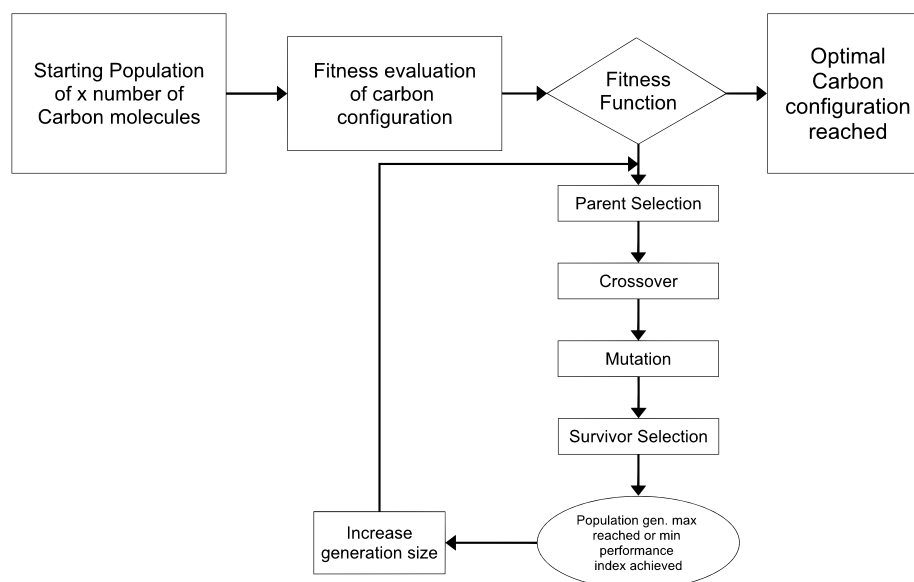 Starting Population
of x number of
Carbon molecules
Fitness evaluation
of carbon
configuration
Fitness
Function
Optimal
Carbon
configuration
reached
Parent Selection
Crossover
Mutation
Survivor Selection
Population gen. max
reached or min
performance
index achieved
Increase
generation size